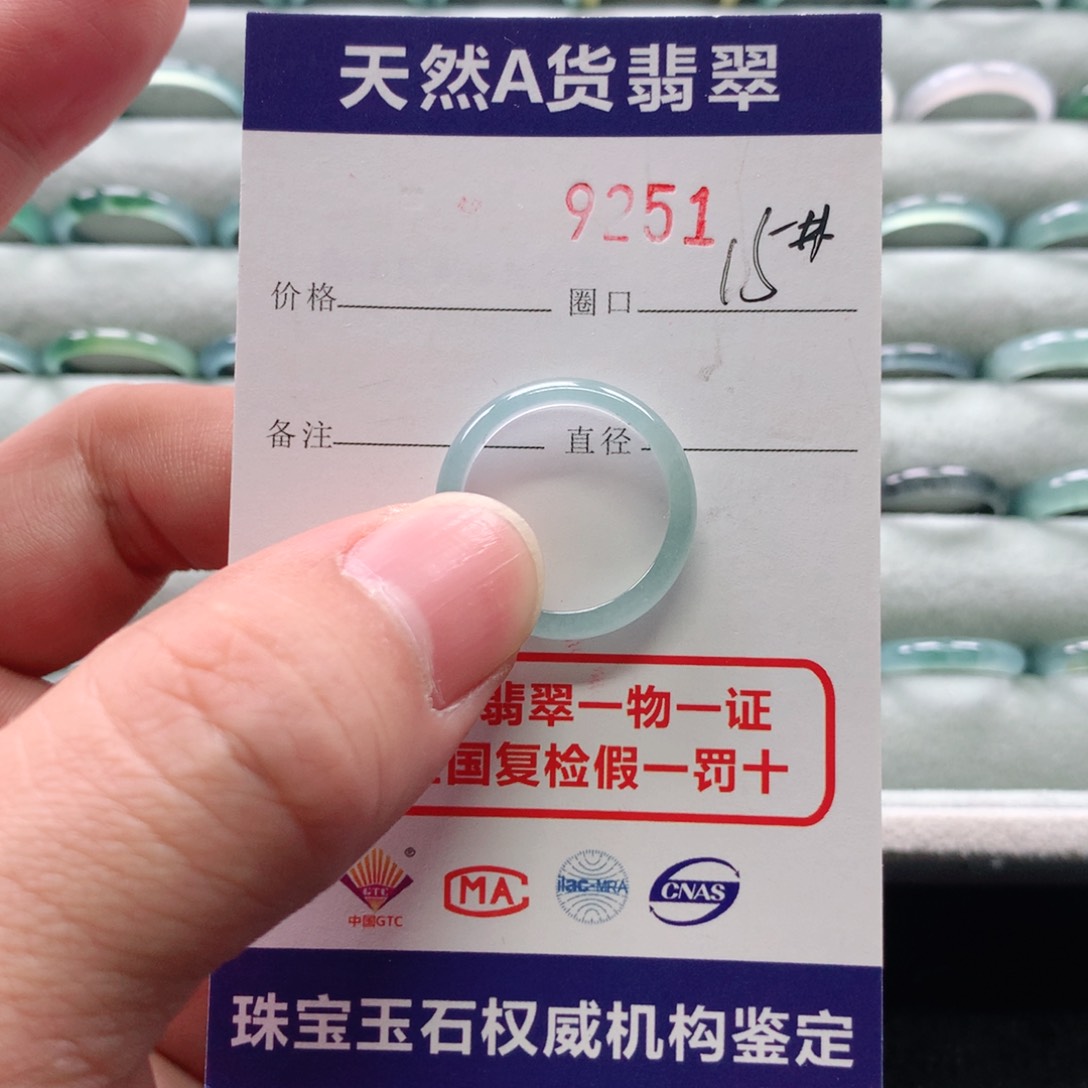 天然A货翡翠
9251
15#
价格 圈口
备注 直径
翡翠一物一证
国复检假一罚十
GTC ® MA ilac-MRA CNAS
中国GTC
珠宝玉石权威机构鉴定